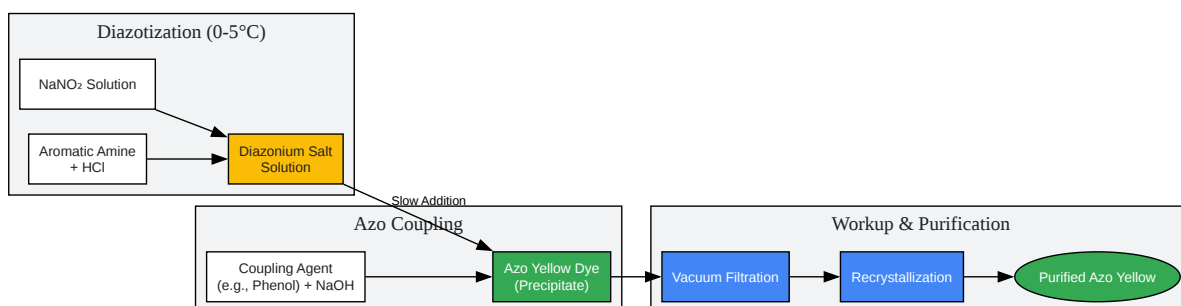 Diazotization (0-5°C)
NaNO₂ Solution
Aromatic Amine
+ HCl
Diazonium Salt
Solution
Slow Addition
Azo Coupling
Coupling Agent
(e.g., Phenol) + NaOH
Azo Yellow Dye
(Precipitate)
Workup & Purification
Vacuum Filtration
Recrystallization
Purified Azo Yellow